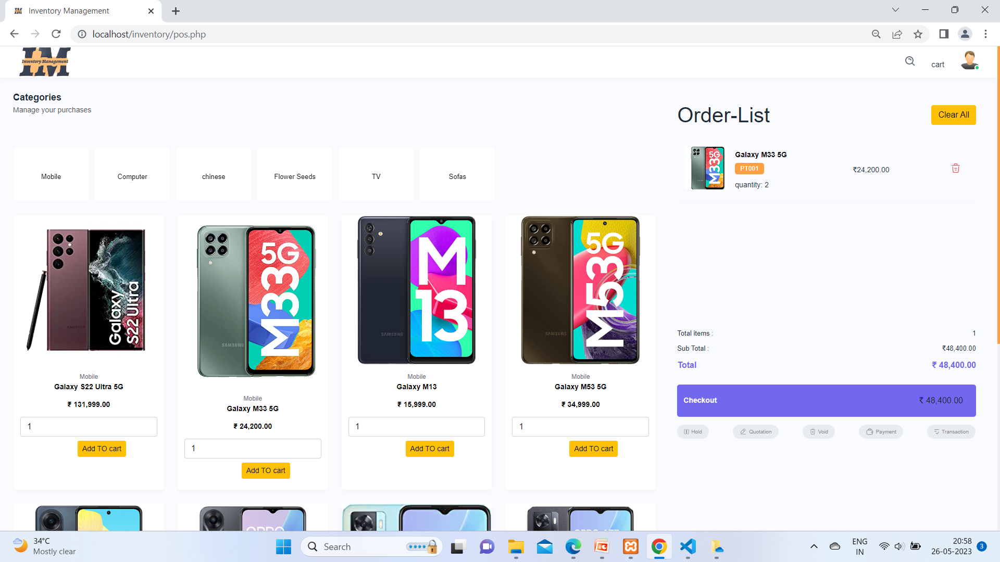 Inventory Management
localhost/inventory/pos.php
IM
Inventory Management
cart
Categories
Manage your purchases
Mobile
Computer
chinese
Flower Seeds
TV
Sofas
Galaxy
S22 Ultra
Mobile
Galaxy S22 Ultra 5G
₹ 131,999.00
1
Add TO cart
M33 5G
SAMSUNG
Mobile
Galaxy M33 5G
₹ 24,200.00
1
Add TO cart
M
13
SAMSUNG
Mobile
Galaxy M13
₹ 15,999.00
1
Add TO cart
M53 5G
SAMSUNG
Mobile
Galaxy M53 5G
₹ 34,999.00
1
Add TO cart
Order-List
Clear All
M33 5G
Galaxy M33 5G
PT001
quantity: 2
₹24,200.00
Total items :
1
Sub Total :
₹48,400.00
Total
₹ 48,400.00
Checkout
₹ 48,400.00
Hold
Quotation
Void
Payment
Transaction
34°C
Mostly clear
Search
ENG
IN
20:58
26-05-2023
3